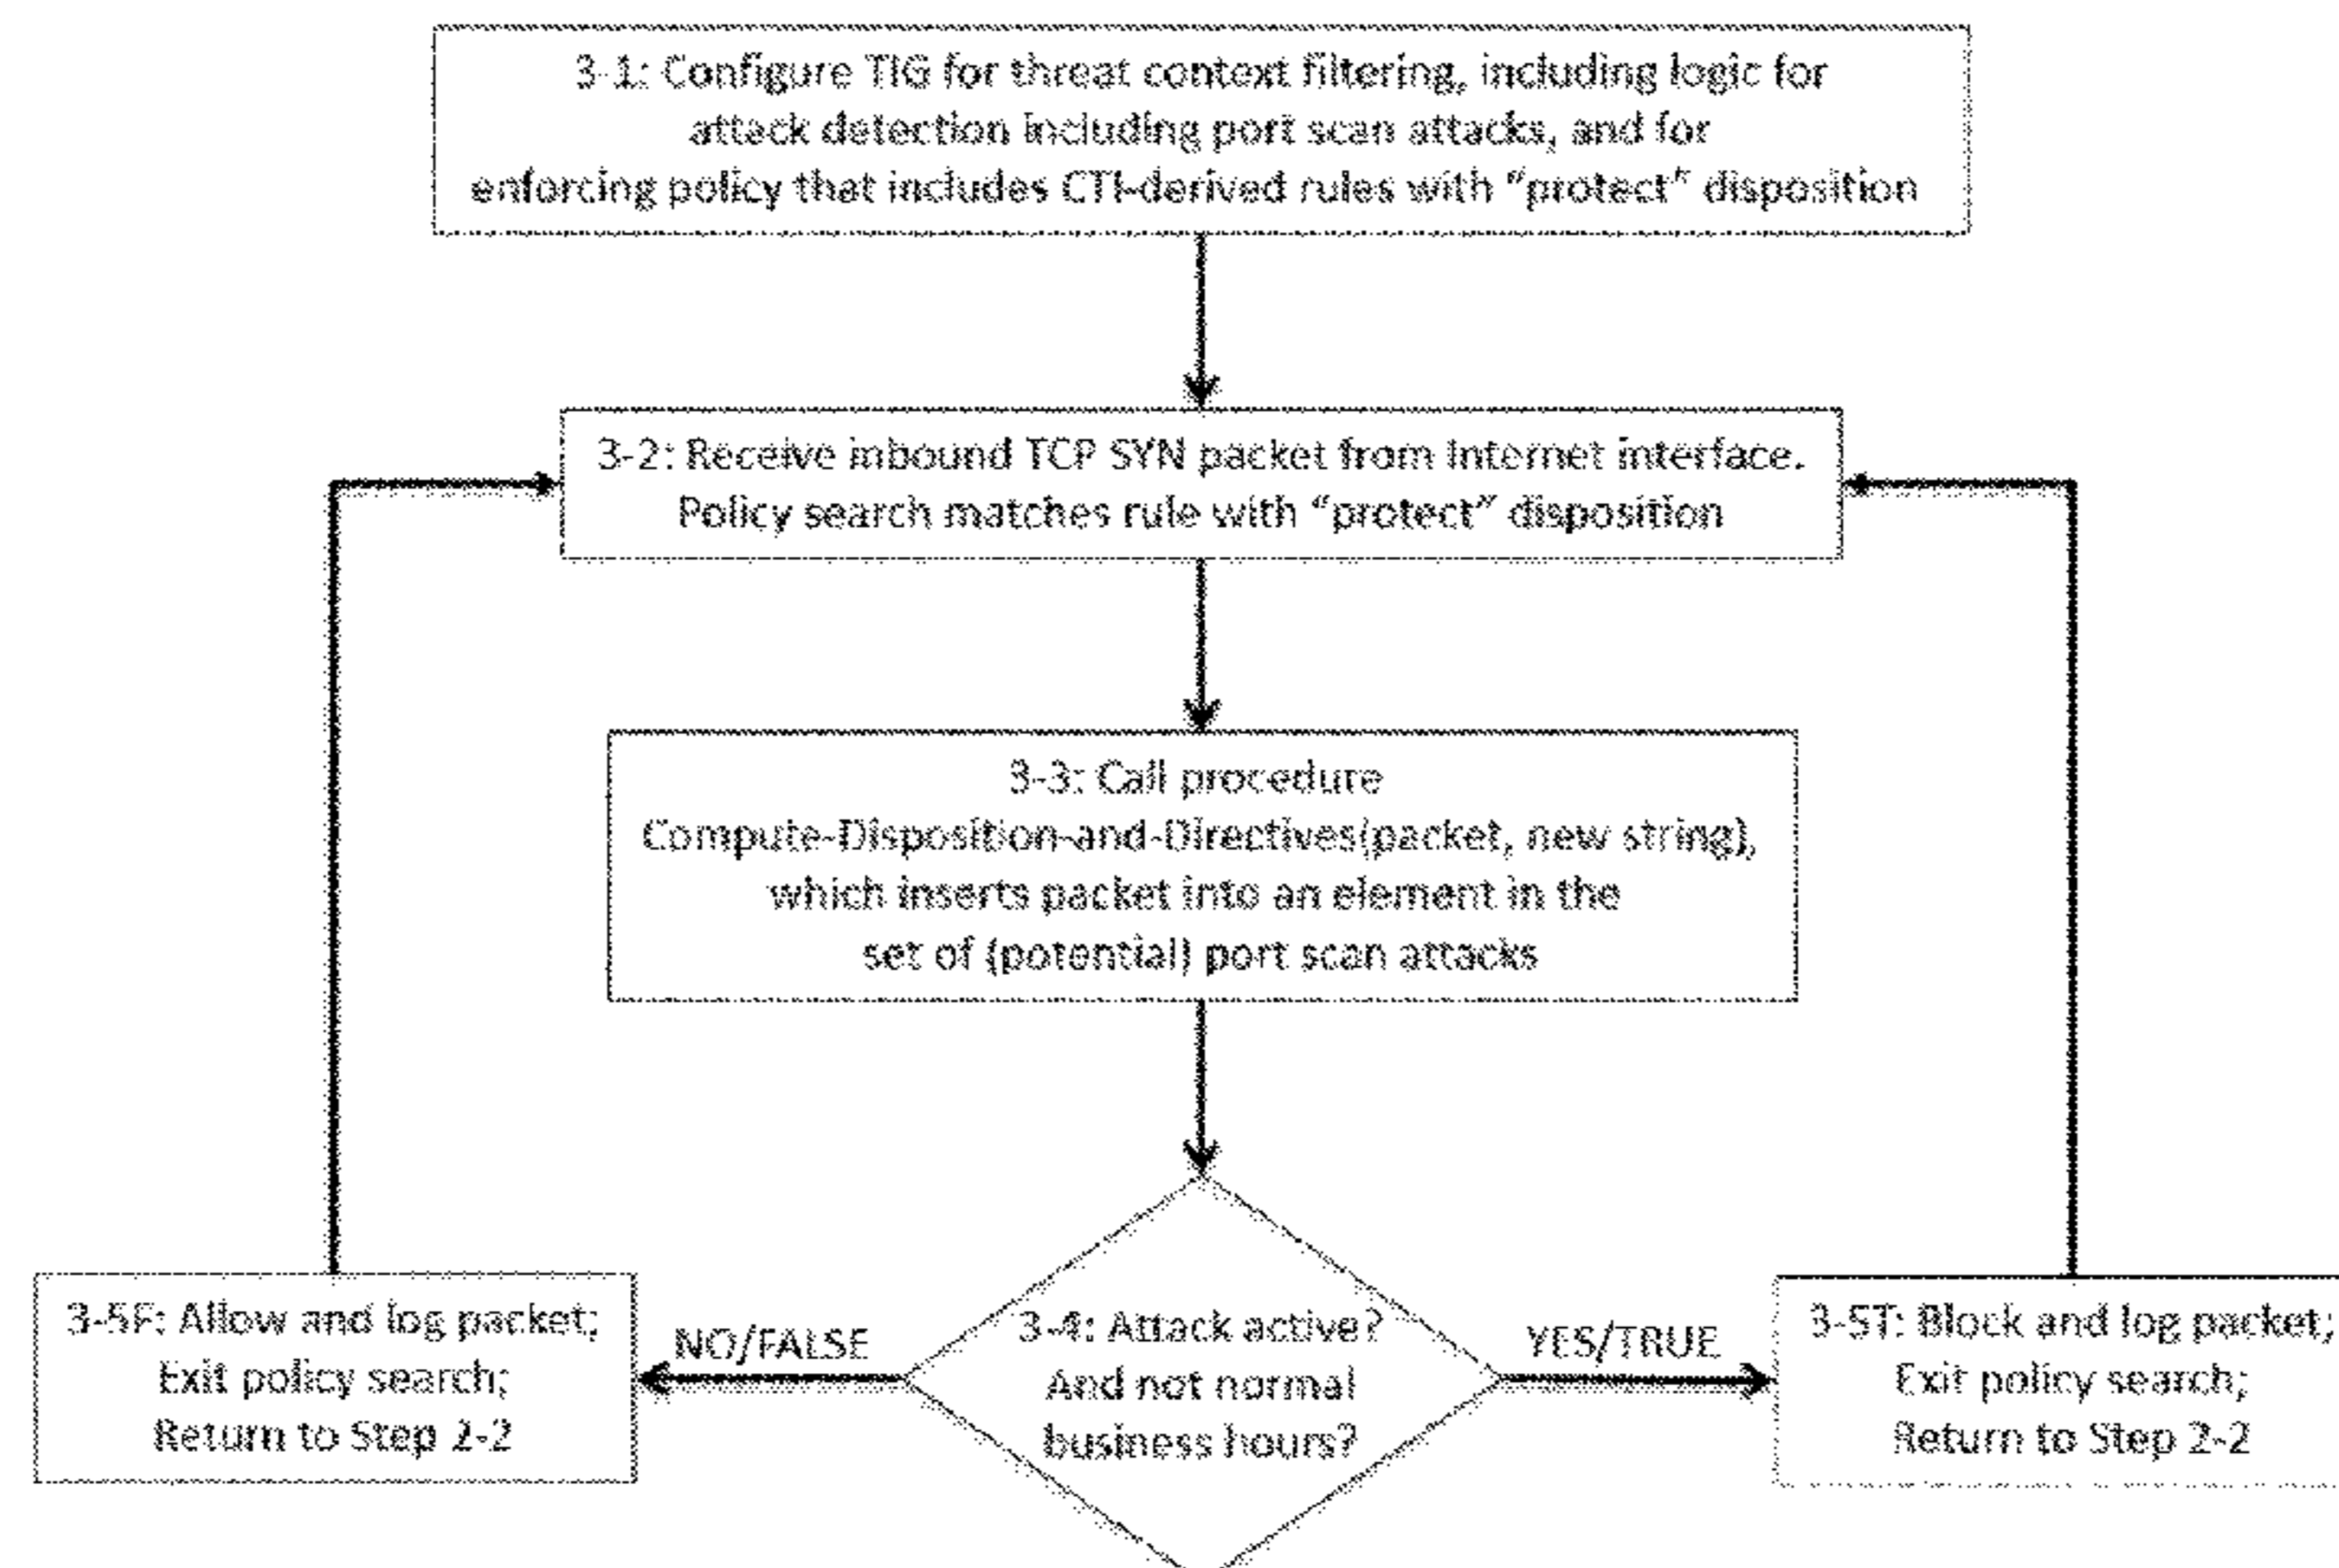 3-1: Configure TIG for threat context filtering, including logic for
attack detection including port scan attacks, and for
enforcing policy that includes CTI-derived rules with “protect” disposition
3-2: Receive inbound TCP SYN packet from Internet interface.
Policy search matches rule with “protect” disposition
3-3: Call procedure
Compute-Disposition-and-Directives(packet, new string),
which inserts packet into an element in the
set of (potential) port scan attacks
3-4: Attack active?
And not normal
business hours?
NO/FALSE
3-5F: Allow and log packet;
Exit policy search;
Return to Step 2-2
YES/TRUE
3-5T: Block and log packet;
Exit policy search;
Return to Step 2-2